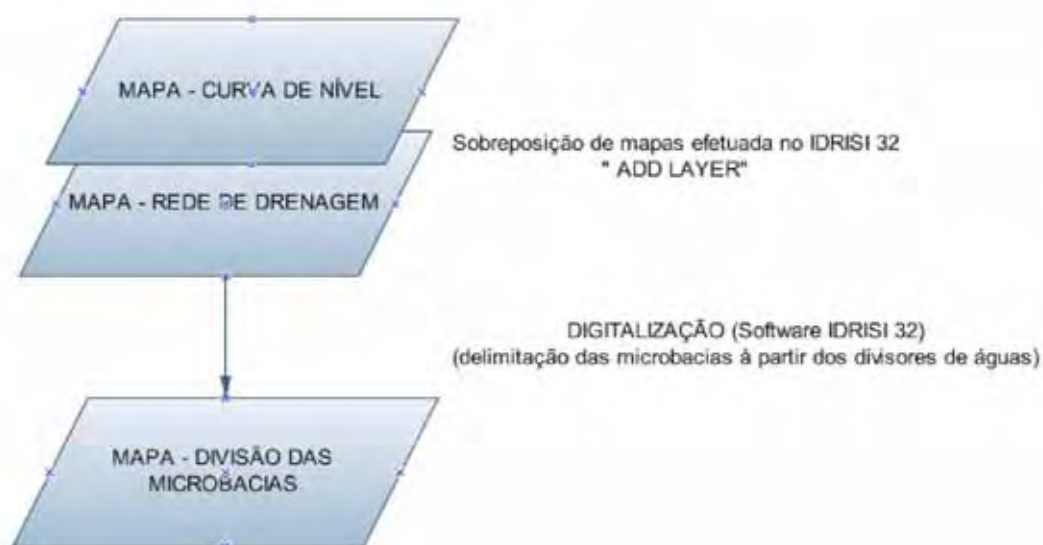 MAPA - CURVA DE NÍVEL
Sobreposição de mapas efetuada no IDRISI 32
" ADD LAYER"
MAPA - REDE DE DRENAGEM
DIGITALIZAÇÃO (Software IDRISI 32)
(delimitação das microbacias à partir dos divisores de águas)
MAPA - DIVISÃO DAS
MICROBACIAS